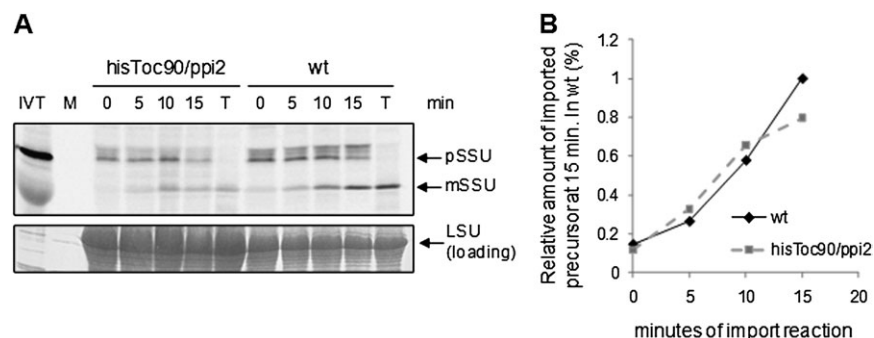 A
hisToc90/ppi2 wt
IVT M 0 5 10 15 T 0 5 10 15 T min
pSSU
mSSU
LSU
(loading)
B
Relative amount of imported
precursor at 15 min. In wt (%)
1.2
1
0.8
0.6
0.4
0.2
0
wt
hisToc90/ppi2
0 5 10 15 20
minutes of import reaction